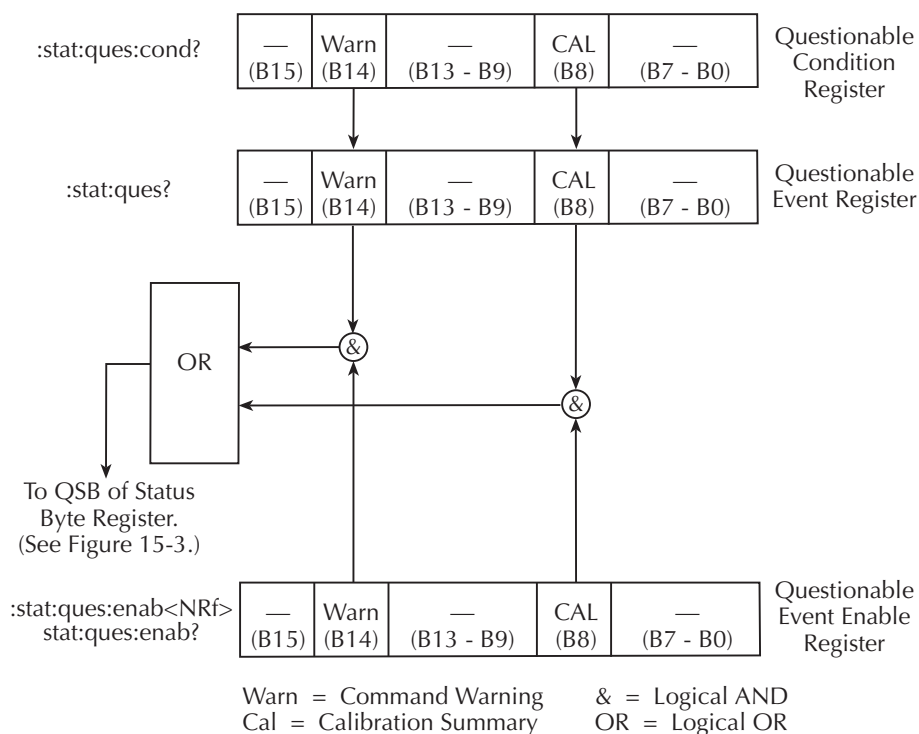 :stat:ques:cond?
— Warn — CAL —
(B15) (B14) (B13 - B9) (B8) (B7 - B0)
Questionable
Condition
Register
:stat:ques?
— Warn — CAL —
(B15) (B14) (B13 - B9) (B8) (B7 - B0)
Questionable
Event Register
OR
&
&
To QSB of Status
Byte Register.
(See Figure 15-3.)
:stat:ques:enab<NRf>
stat:ques:enab?
— Warn — CAL —
(B15) (B14) (B13 - B9) (B8) (B7 - B0)
Questionable
Event Enable
Register
Warn = Command Warning & = Logical AND
Cal = Calibration Summary OR = Logical OR